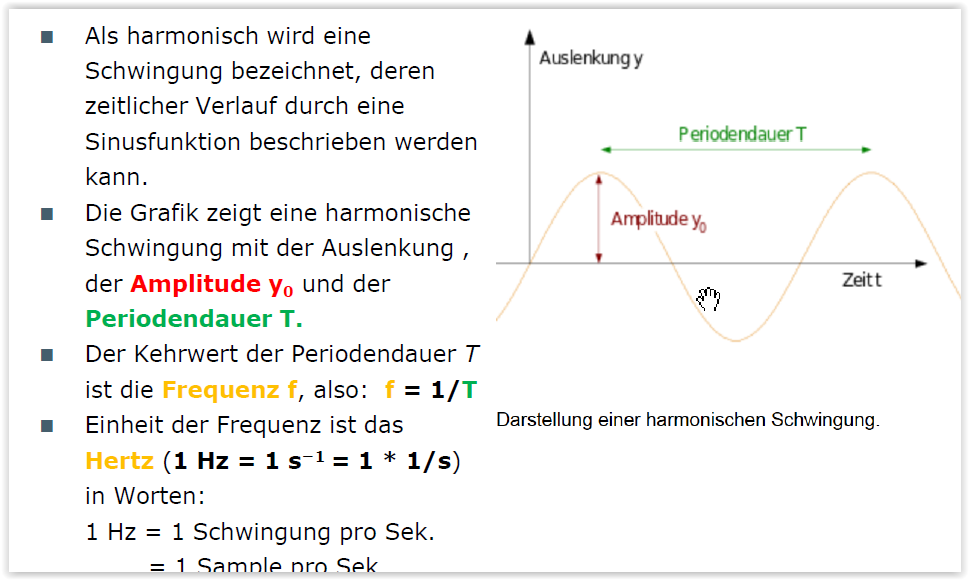 Als harmonisch wird eine
Schwingung bezeichnet, deren
zeitlicher Verlauf durch eine
Sinusfunktion beschrieben werden
kann.
Die Grafik zeigt eine harmonische
Schwingung mit der Auslenkung ,
der Amplitude y₀ und der
Periodendauer T.
Der Kehrwert der Periodendauer T
ist die Frequenz f, also: f = 1/T
Einheit der Frequenz ist das
Hertz (1 Hz = 1 s⁻¹ = 1 * 1/s)
in Worten:
1 Hz = 1 Schwingung pro Sek.
= 1 Sample pro Sek
Auslenkung y
Periodendauer T
Amplitude y₀
Zeit t
Darstellung einer harmonischen Schwingung.